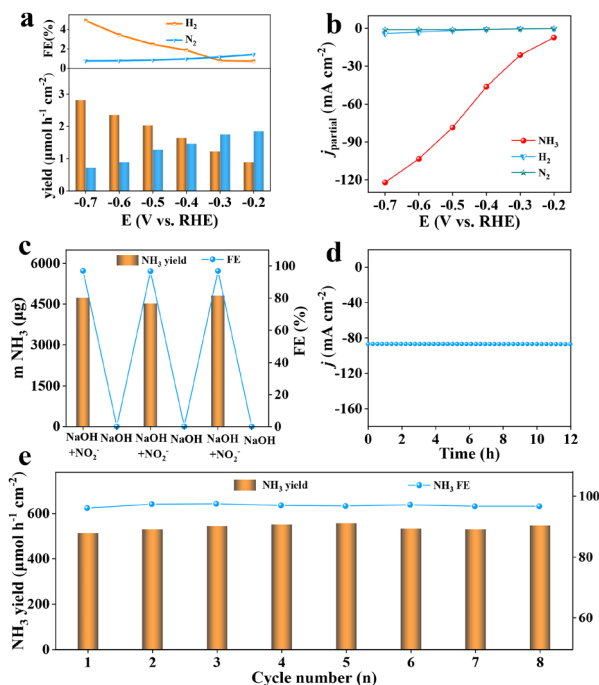 a
FE(%)
4
2
0
H2
N2
yield (μmol h⁻¹ cm⁻²)
3
2
1
0
-0.7 -0.6 -0.5 -0.4 -0.3 -0.2
E (V vs. RHE)
b
jpartial (mA cm⁻²)
0
-30
-60
-90
-120
NH3
H2
N2
-0.7 -0.6 -0.5 -0.4 -0.3 -0.2
E (V vs. RHE)
c
NH3 yield FE
m NH3 (μg)
6000
4500
3000
1500
0
100
80
60
40
20
0
FE (%)
NaOH NaOH NaOH NaOH NaOH NaOH
+NO2⁻ +NO2⁻ +NO2⁻
d
j (mA cm⁻²)
0
-40
-80
-120
-160
0 2 4 6 8 10 12
Time (h)
e
NH3 yield NH3 FE
NH3 yield (μmol h⁻¹ cm⁻²)
600
400
200
0
100
90
80
60
1 2 3 4 5 6 7 8
Cycle number (n)